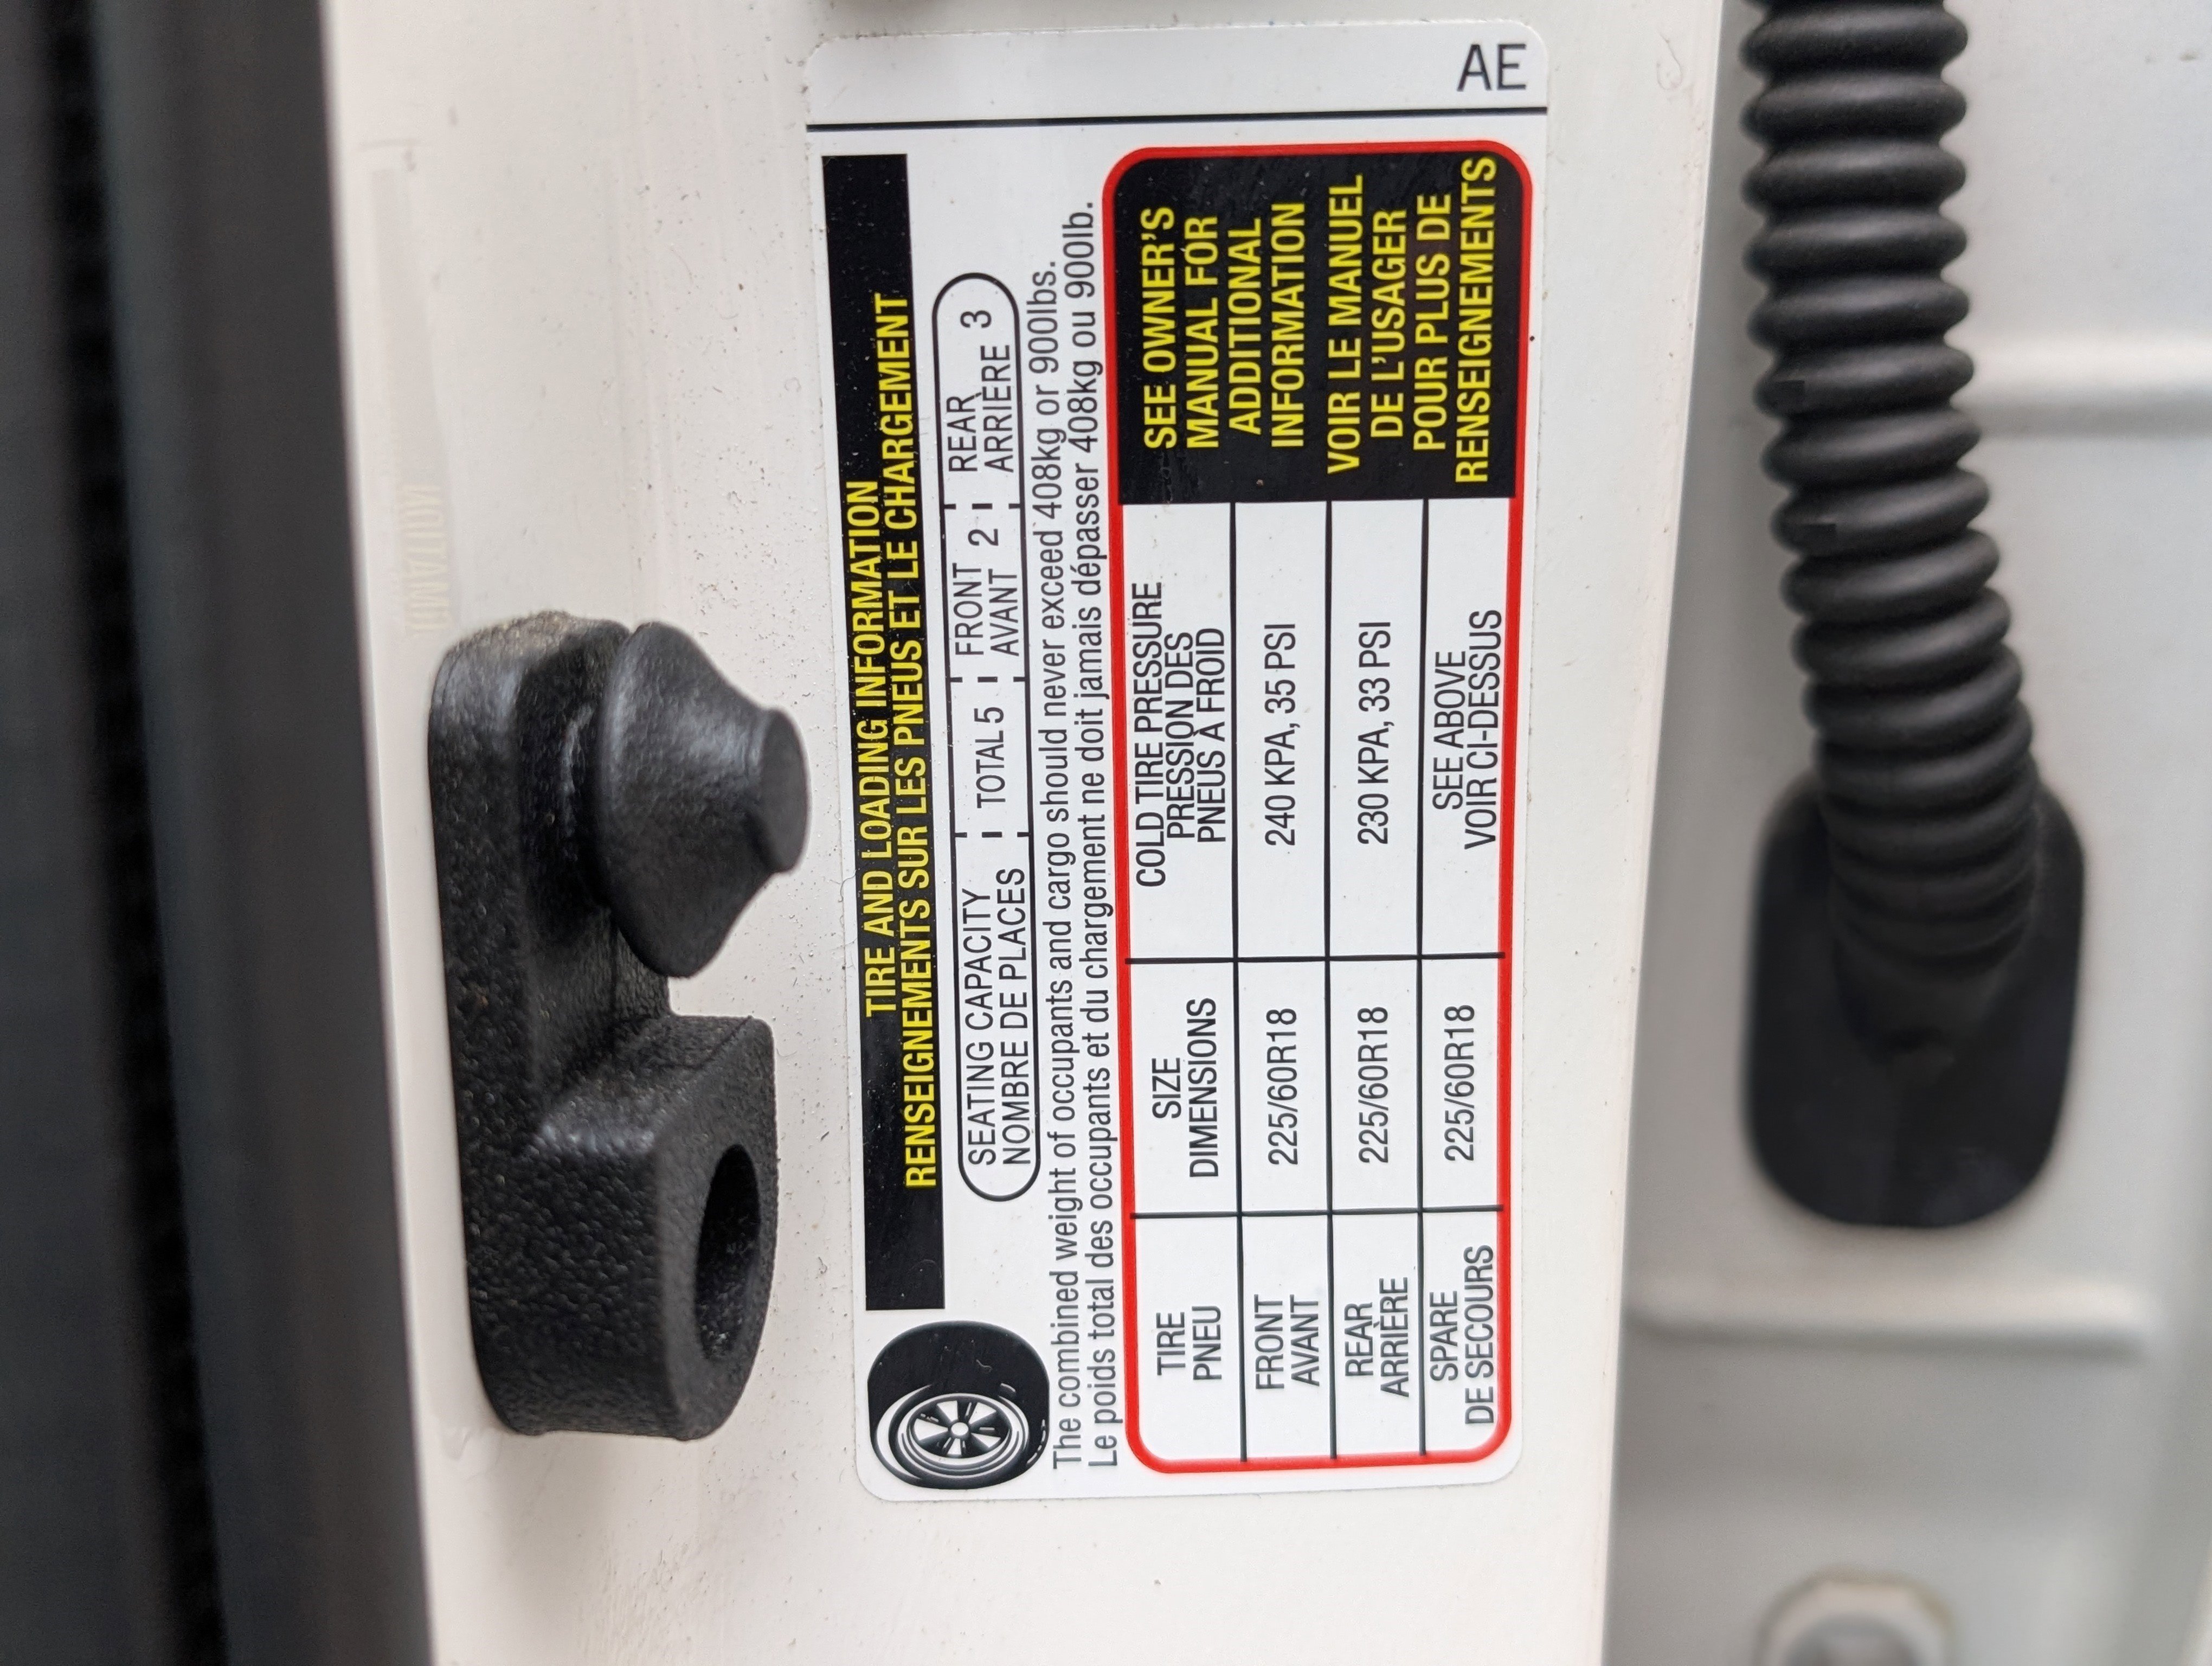 TIRE AND LOADING INFORMATION
RENSEIGNEMENTS SUR LES PNEUS ET LE CHARGEMENT
SEATING CAPACITY
NOMBRE DE PLACES
TOTAL 5
FRONT
AVANT 2
REAR
ARRIÈRE 3
The combined weight of occupants and cargo should never exceed 408kg or 900lbs.
Le poids total des occupants et du chargement ne doit jamais dépasser 408kg ou 900lb.
TIRE
PNEU
SIZE
DIMENSIONS
COLD TIRE PRESSURE
PRESSION DES
PNEUS À FROID
FRONT
AVANT
225/60R18
240 KPA, 35 PSI
REAR
ARRIÈRE
225/60R18
230 KPA, 33 PSI
SPARE
DE SECOURS
225/60R18
SEE ABOVE
VOIR CI-DESSUS
SEE OWNER'S
MANUAL FOR
ADDITIONAL
INFORMATION
VOIR LE MANUEL
DE L'USAGER
POUR PLUS DE
RENSEIGNEMENTS
AE